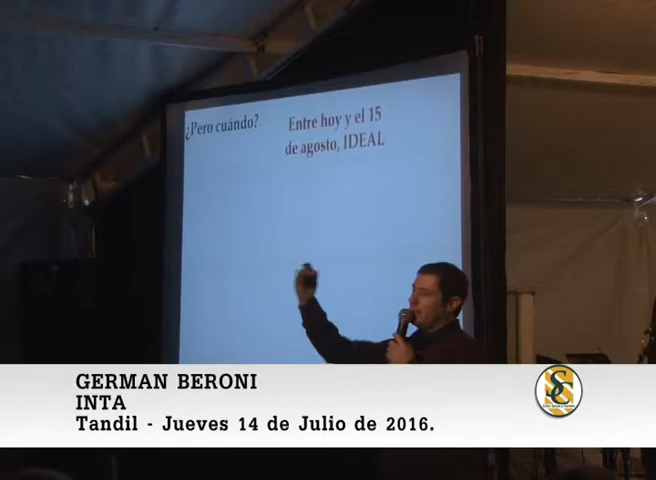 ¿Pero cuándo?
Entre hoy y el 15
de agosto, IDEAL
GERMAN BERONI
INTA
Tandil - Jueves 14 de Julio de 2016.
SC